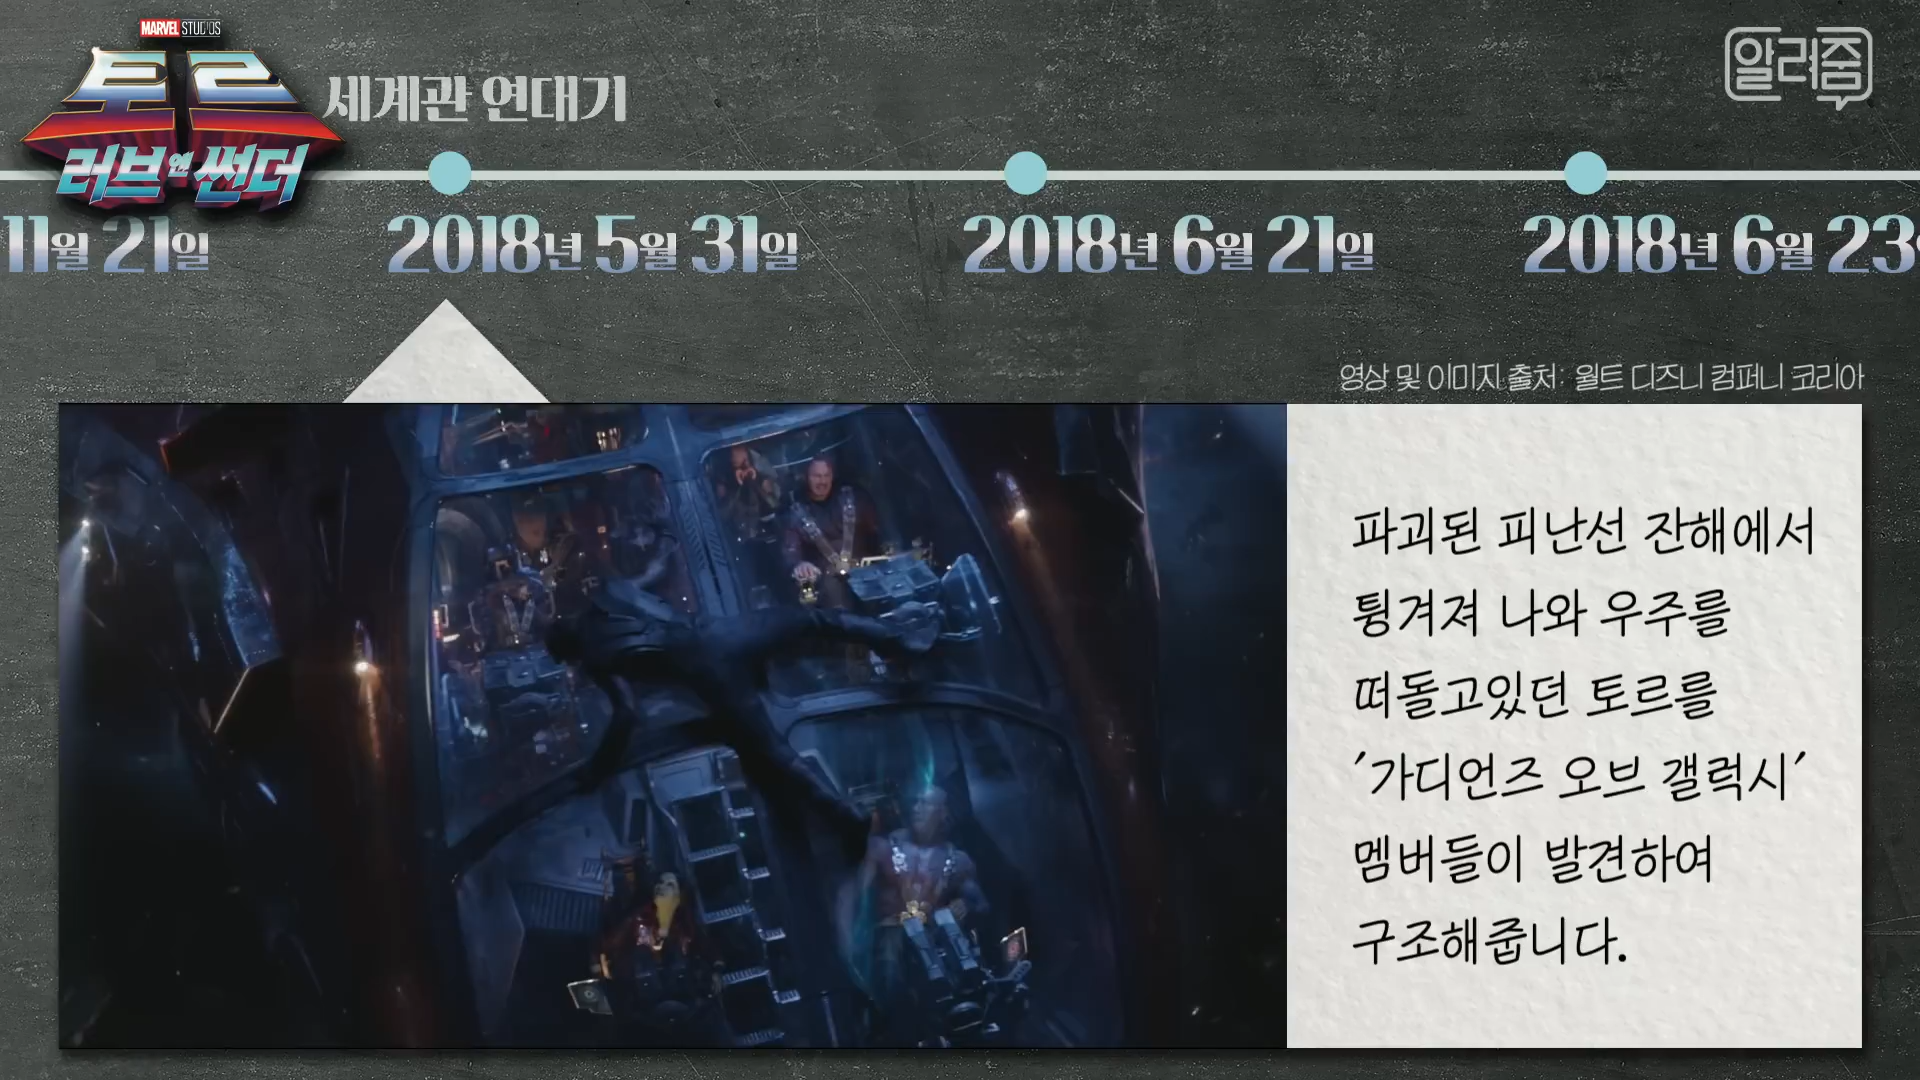 MARVEL STUDIOS
토르
러브 앤 썬더
세계관 연대기
알려줌
11월 21일
2018년 5월 31일
2018년 6월 21일
2018년 6월 23
영상 및 이미지 출처: 월트 디즈니 컴퍼니 코리아
파괴된 피난선 잔해에서
튕겨져 나와 우주를
떠돌고있던 토르를
'가디언즈 오브 갤럭시'
멤버들이 발견하여
구조해줍니다.